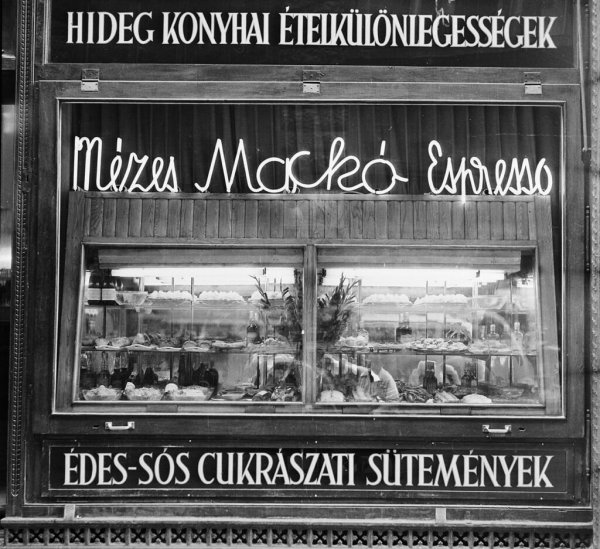 HIDEG KONYHAI ÉTELKÜLÖNLEGESSÉGEK
Mézes Mackó Espresso
ÉDES-SÓS CUKRÁSZATI SÜTEMÉNYEK